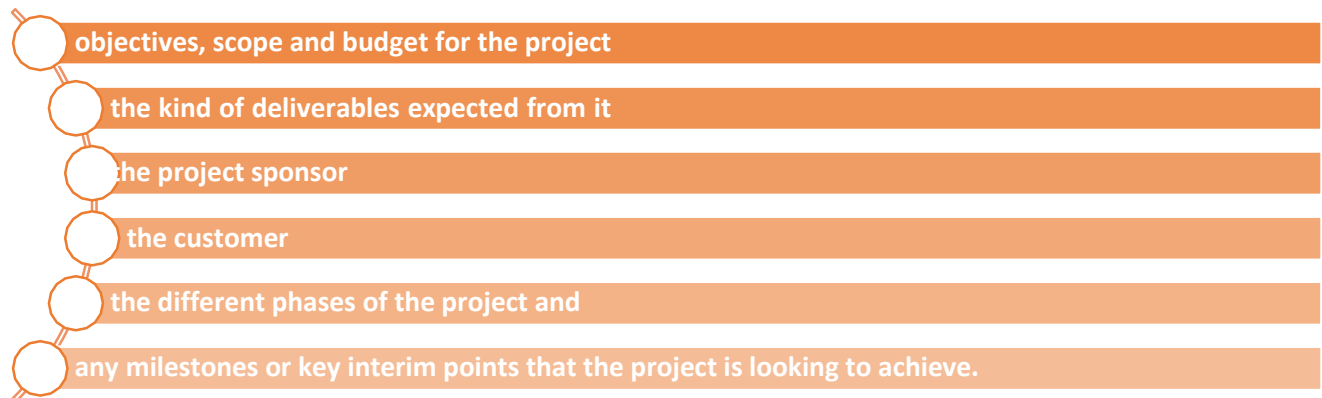 objectives, scope and budget for the project
the kind of deliverables expected from it
the project sponsor
the customer
the different phases of the project and
any milestones or key interim points that the project is looking to achieve.